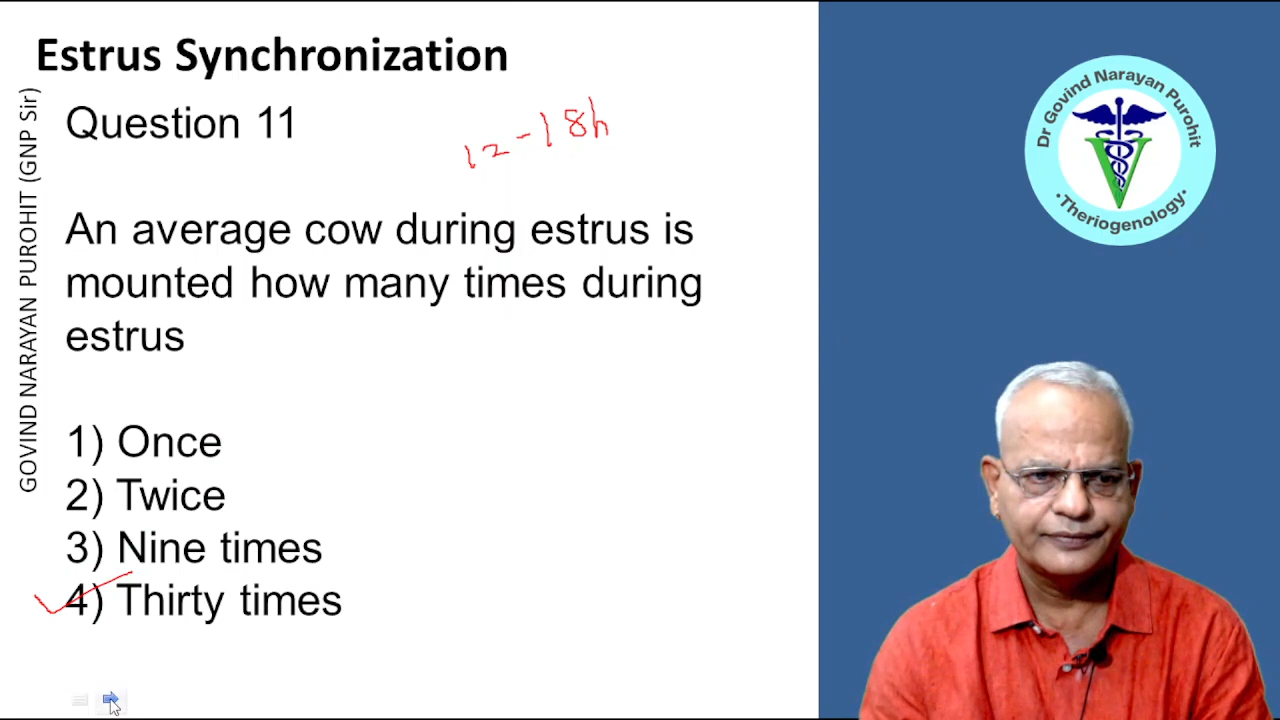 Estrus Synchronization
GOVIND NARAYAN PUROHIT (GNP Sir)
Question 11
12-18h
An average cow during estrus is
mounted how many times during
estrus
1) Once
2) Twice
3) Nine times
4) Thirty times
Dr Govind Narayan Purohit
V
·Theriogenology·